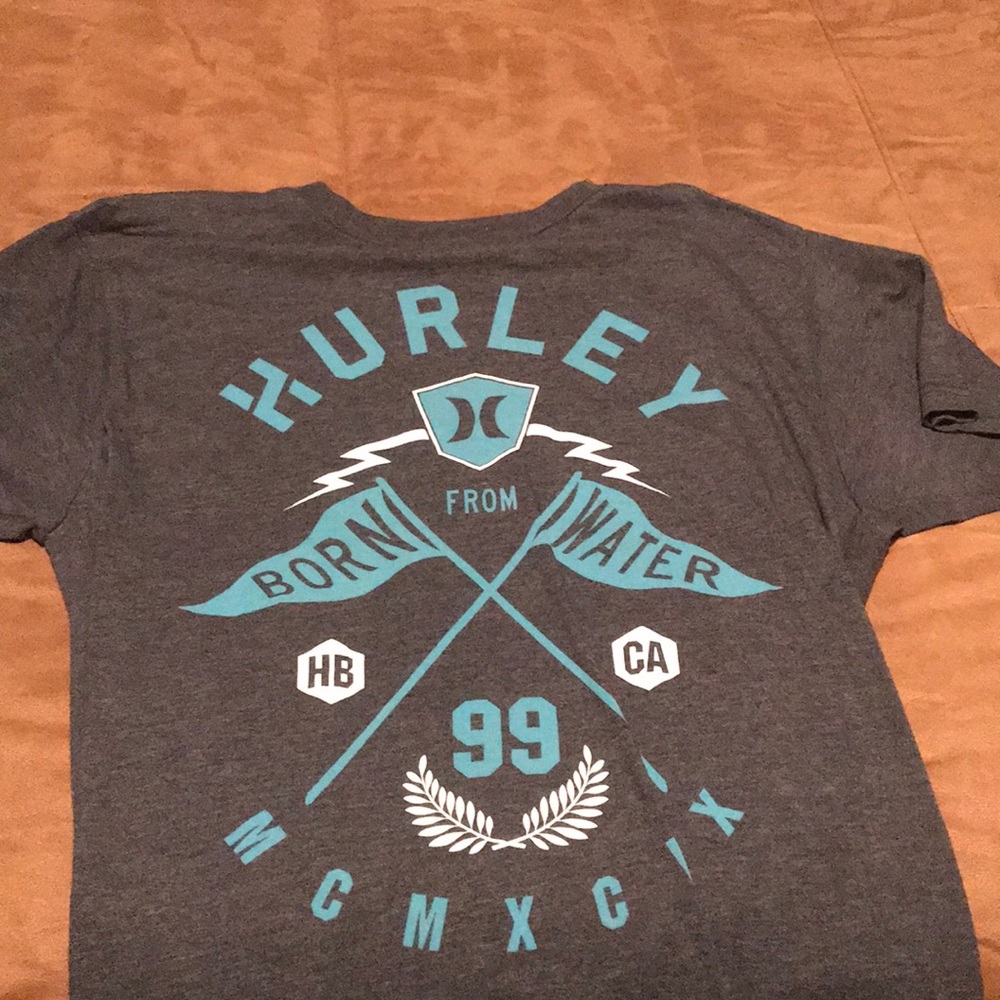 HURLEY
FROM
BORN WATER
HB CA
99
MCMXCIX